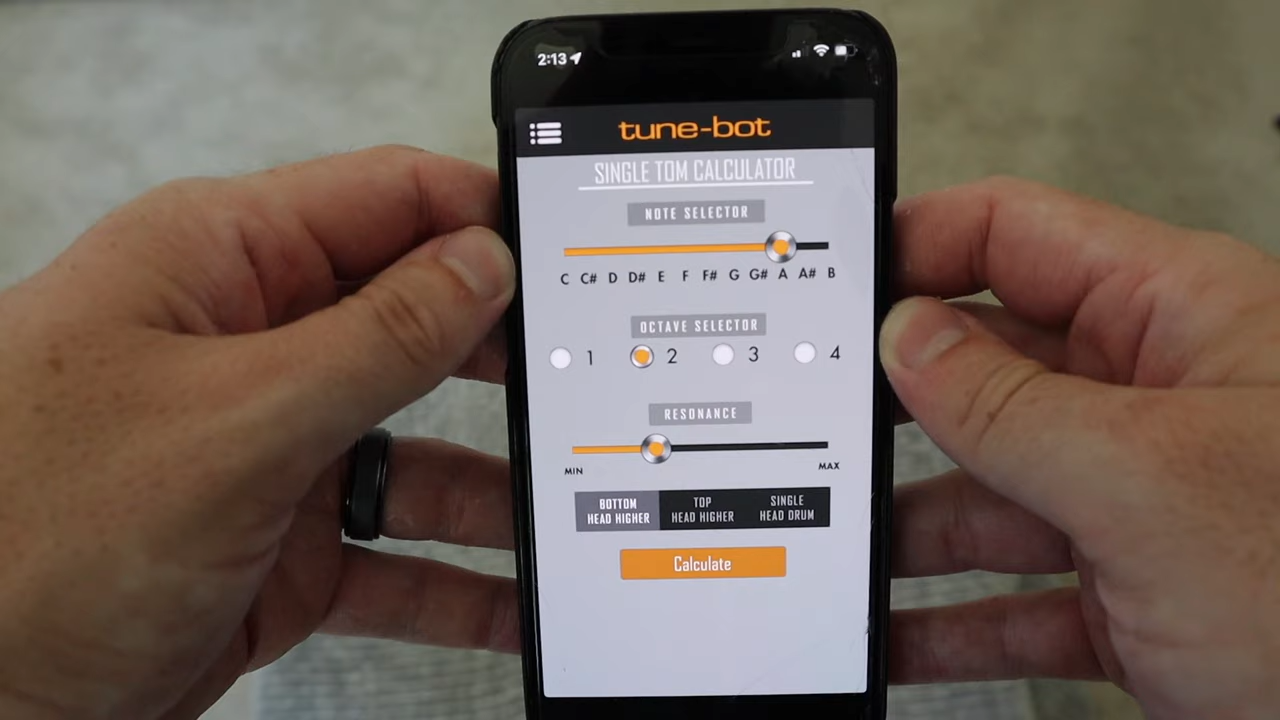 2:13
tune-bot
SINGLE TOM CALCULATOR
NOTE SELECTOR
C C# D D# E F F# G G# A A# B
OCTAVE SELECTOR
1 2 3 4
RESONANCE
MIN MAX
BOTTOM
HEAD HIGHER
TOP
HEAD HIGHER
SINGLE
HEAD DRUM
Calculate